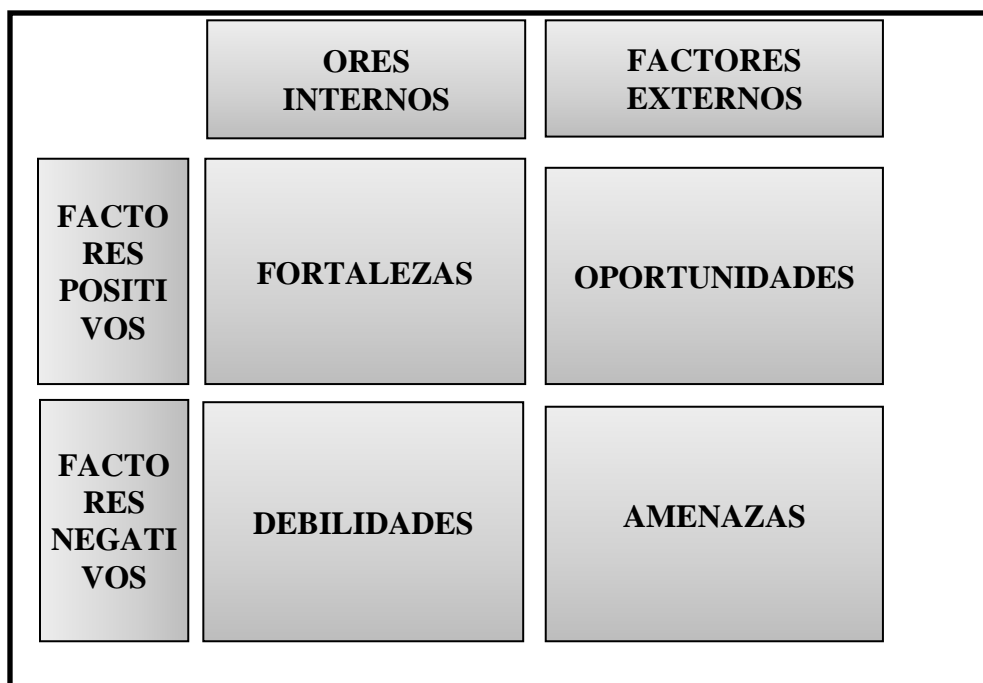 ORES
INTERNOS
FACTORES
EXTERNOS
FACTO
RES
POSITI
VOS
FORTALEZAS
OPORTUNIDADES
FACTO
RES
NEGATI
VOS
DEBILIDADES
AMENAZAS